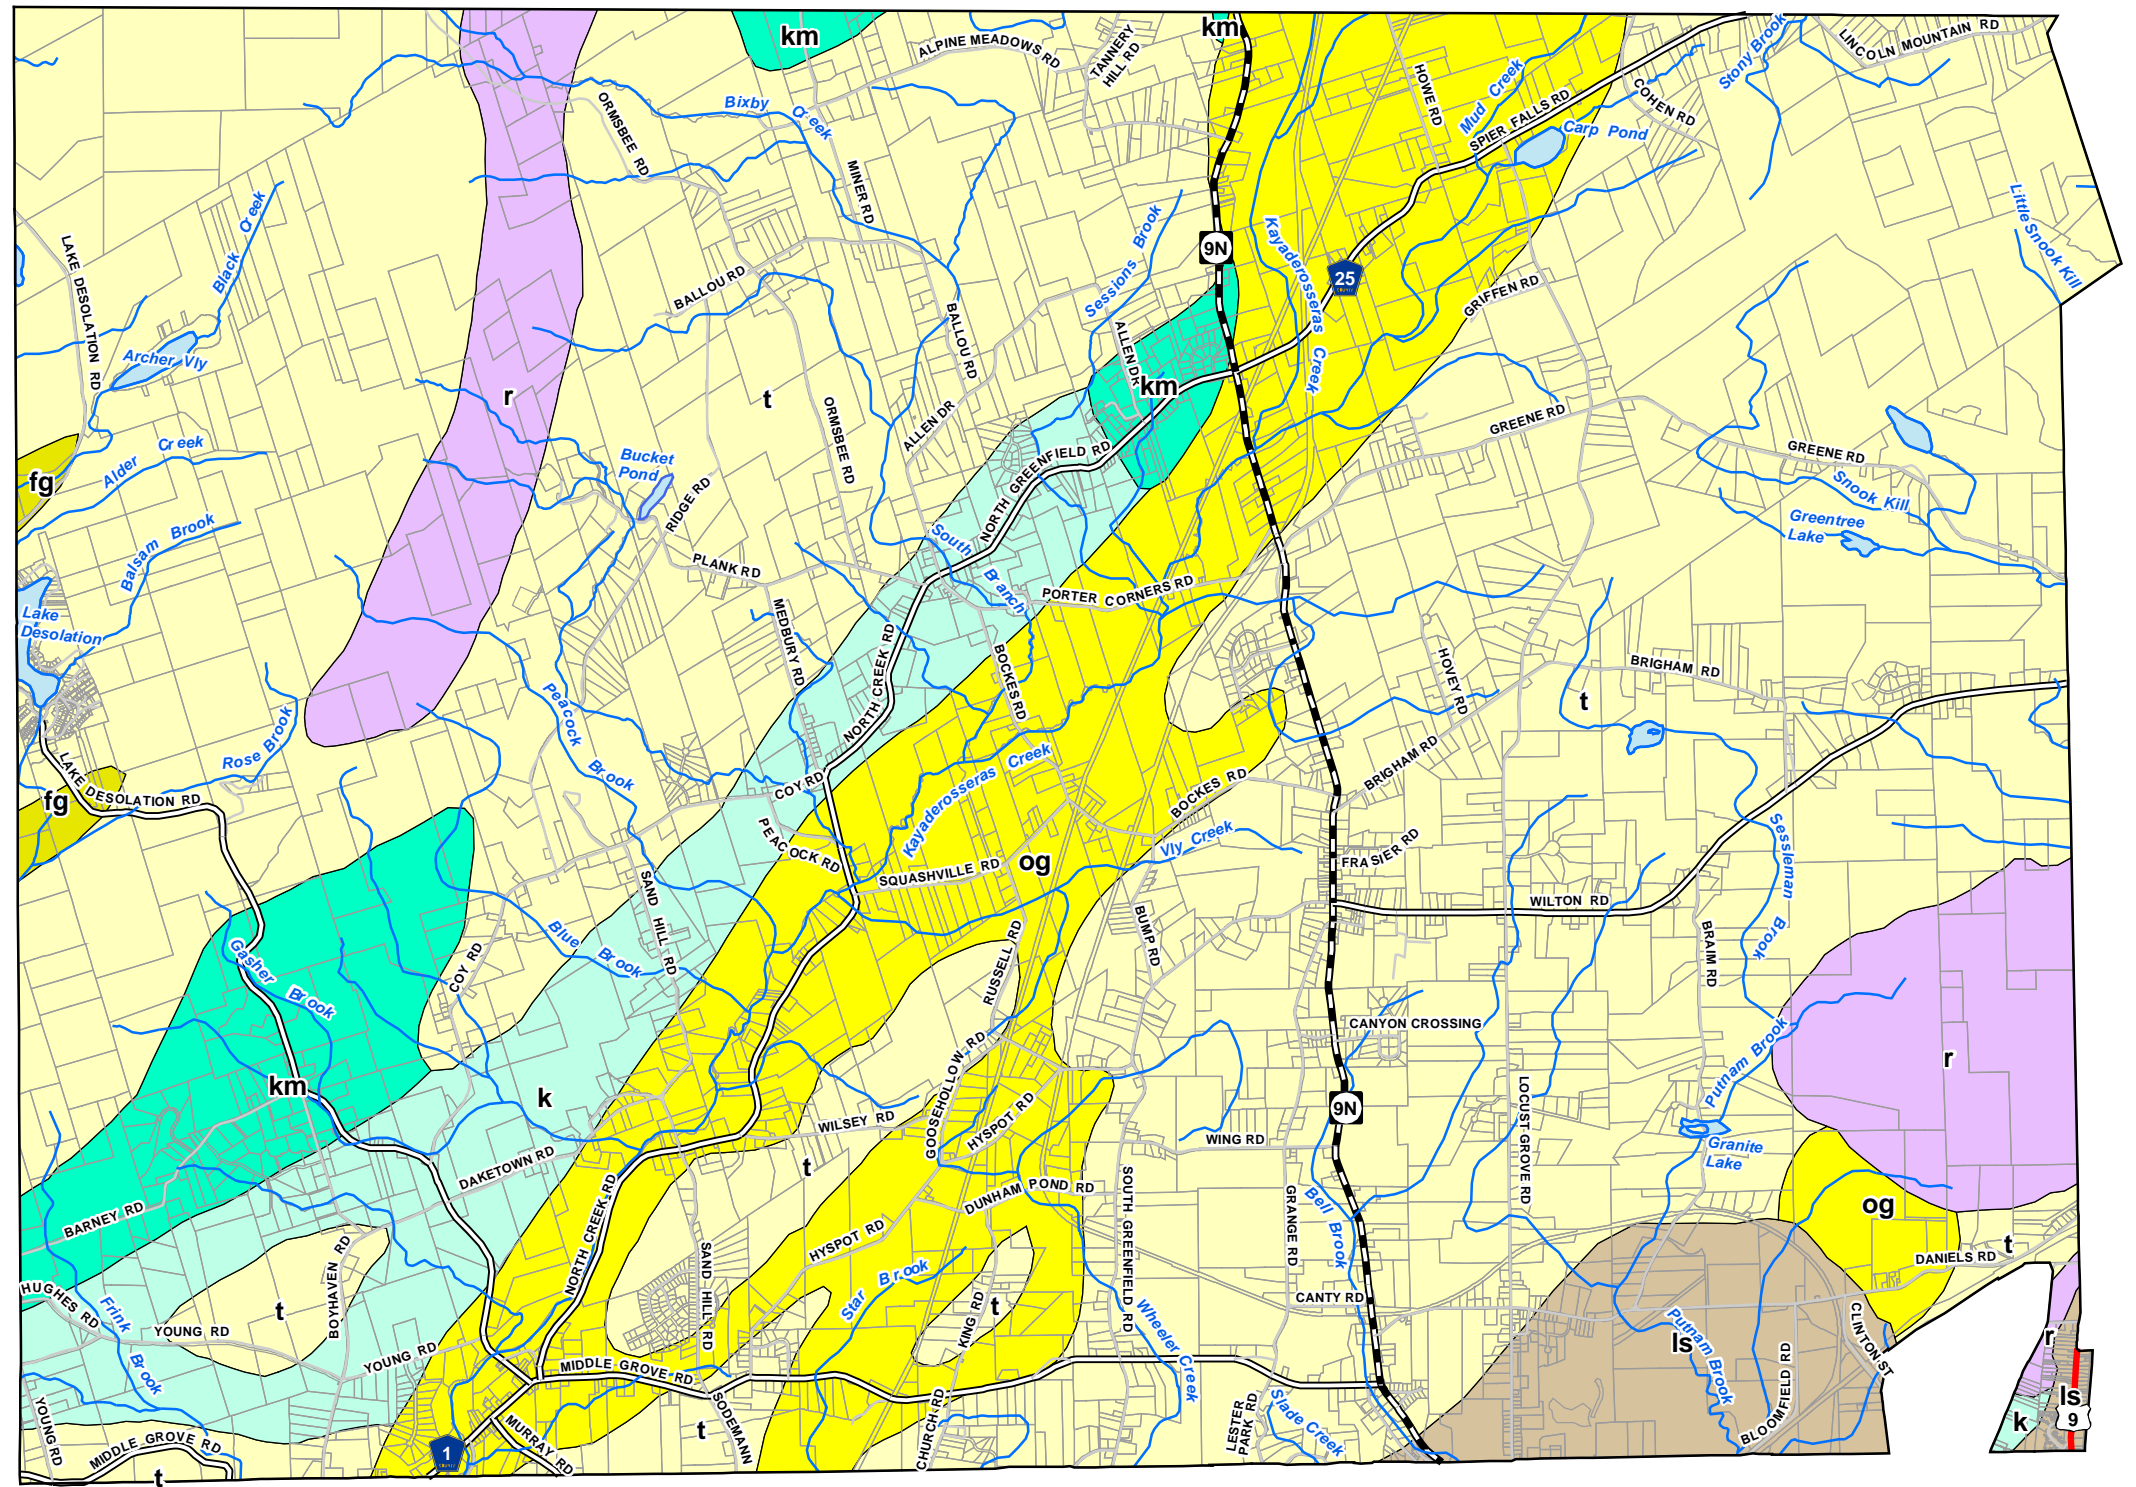 km
km
ALPINE MEADOWS RD
TANNERY
HILL RD
LINCOLN MOUNTAIN RD
Stony Brook
HOWE RD
Mud Creek
SPIER FALLS RD
COHEN RD
Carp Pond
ORMSBEE RD
Bixby Creek
MINER RD
Black Creek
LAKE DESOLATION RD
Sessions Brook
Little Snook Kill
9N
Kayaderosseras Creek
25
BALLOU RD
BALLOU RD
GRIFFEN RD
Archer Vly
ALLEN DR
km
r
t
ORMSBEE RD
ALLEN DR
GREENE RD
GREENE RD
Alder Creek
fg
Bucket
Pond
RIDGE RD
NORTH GREENFIELD RD
Snook Kill
Greentree
Lake
Balsam Brook
South Branch
PLANK RD
PORTER CORNERS RD
MEDBURY RD
Lake
Desolation
NORTH CREEK RD
BOCKES RD
HOVEY RD
BRIGHAM RD
t
Peacock Brook
Rose Brook
LAKE DESOLATION RD
fg
COY RD
PEACOCK RD
Kayaderosseras Creek
BOCKES RD
BRIGHAM RD
Vly Creek
FRASIER RD
Sessleman Brook
SQUASHVILLE RD
og
SAND HILL RD
WILTON RD
BUMP RD
BRAIM RD
Blue Brook
COY RD
Gasher Brook
RUSSELL RD
CANYON CROSSING
GOOSEHOLLOW RD
Putnam Brook
r
km
k
9N
LOCUST GROVE RD
HYSPOT RD
WILSEY RD
WING RD
Granite
Lake
DAKETOWN RD
t
SOUTH GREENFIELD RD
GRANGE RD
Bell Brook
DUNHAM POND RD
og
BARNEY RD
NORTH CREEK RD
HYSPOT RD
SAND HILL RD
t
DANIELS RD
Star Brook
BOYHAVEN RD
HUGHES RD
Frink Brook
t
t
KING RD
CANTY RD
Wheeler Creek
YOUNG RD
YOUNG RD
ls
Putnam Brook
CLINTON ST
BLOOMFIELD RD
r
MIDDLE GROVE RD
YOUNG RD
SODEMANN
CHURCH RD
LESTER
PARK RD
Slade Creek
ls
9
k
MURRAY RD
t
MIDDLE GROVE RD
1
t